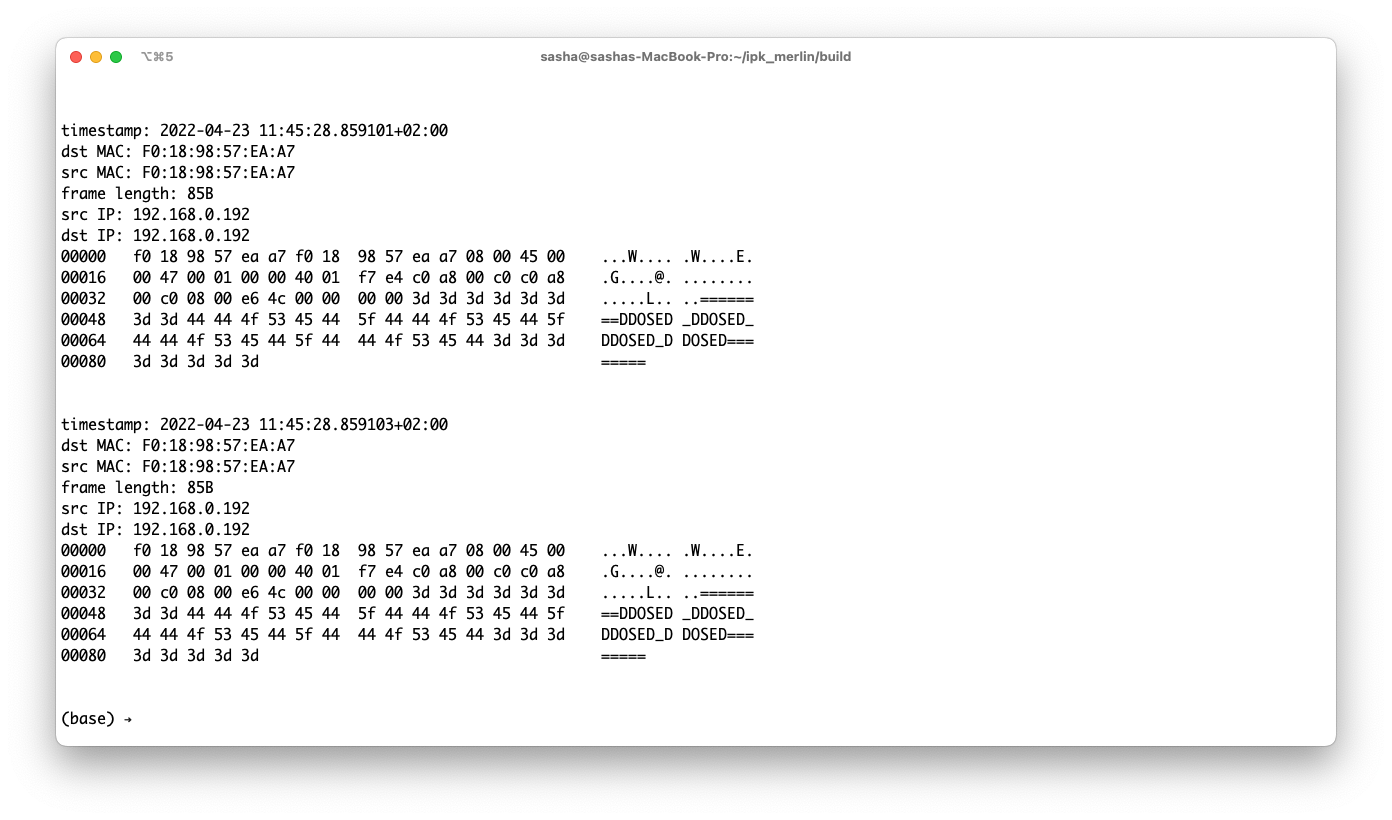 ⌥⌘5
sasha@sashas-MacBook-Pro:~/ipk_merlin/build
timestamp: 2022-04-23 11:45:28.859101+02:00
dst MAC: F0:18:98:57:EA:A7
src MAC: F0:18:98:57:EA:A7
frame length: 85B
src IP: 192.168.0.192
dst IP: 192.168.0.192
00000   f0 18 98 57 ea a7 f0 18  98 57 ea a7 08 00 45 00    ...W.... .W....E.
00016   00 47 00 01 00 00 40 01  f7 e4 c0 a8 00 c0 c0 a8    .G....@. ........
00032   00 c0 08 00 e6 4c 00 00  00 00 3d 3d 3d 3d 3d 3d    .....L.. ..======
00048   3d 3d 44 44 4f 53 45 44  5f 44 44 4f 53 45 44 5f    ==DDOSED _DDOSED_
00064   44 44 4f 53 45 44 5f 44  44 4f 53 45 44 3d 3d 3d    DDOSED_D DOSED===
00080   3d 3d 3d 3d 3d                                      =====
timestamp: 2022-04-23 11:45:28.859103+02:00
dst MAC: F0:18:98:57:EA:A7
src MAC: F0:18:98:57:EA:A7
frame length: 85B
src IP: 192.168.0.192
dst IP: 192.168.0.192
00000   f0 18 98 57 ea a7 f0 18  98 57 ea a7 08 00 45 00    ...W.... .W....E.
00016   00 47 00 01 00 00 40 01  f7 e4 c0 a8 00 c0 c0 a8    .G....@. ........
00032   00 c0 08 00 e6 4c 00 00  00 00 3d 3d 3d 3d 3d 3d    .....L.. ..======
00048   3d 3d 44 44 4f 53 45 44  5f 44 44 4f 53 45 44 5f    ==DDOSED _DDOSED_
00064   44 44 4f 53 45 44 5f 44  44 4f 53 45 44 3d 3d 3d    DDOSED_D DOSED===
00080   3d 3d 3d 3d 3d                                      =====
(base) →